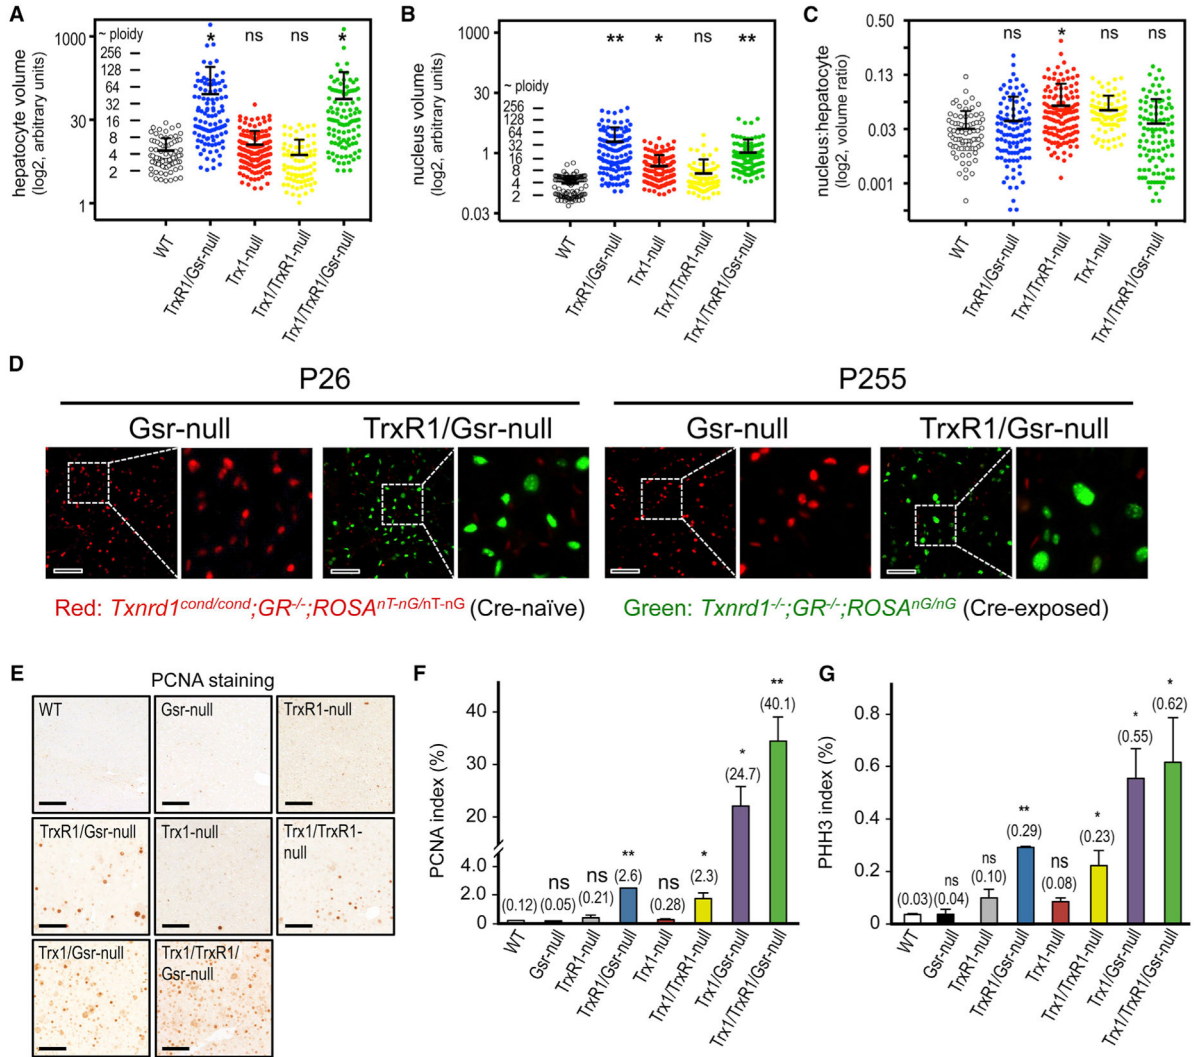 A
hepatocyte volume
(log2, arbitrary units)
1000
30
1
~ ploidy
256
128
64
32
16
8
4
2
*
ns
ns
*
WT
TrxR1/Gsr-null
Trx1-null
Trx1/TrxR1-null
Trx1/TrxR1/Gsr-null
B
nucleus volume
(log2, arbitrary units)
1000
30
1
0.03
~ ploidy
256
128
64
32
16
8
4
2
**
*
ns
**
WT
TrxR1/Gsr-null
Trx1-null
Trx1/TrxR1-null
Trx1/TrxR1/Gsr-null
C
nucleus:hepatocyte
(log2, volume ratio)
0.50
0.13
0.03
0.001
ns
*
ns
ns
WT
TrxR1/Gsr-null
Trx1/TrxR1-null
Trx1-null
Trx1/TrxR1/Gsr-null
D
P26
P255
Gsr-null
TrxR1/Gsr-null
Gsr-null
TrxR1/Gsr-null
Red: Txnrd1cond/cond;GR-/-;ROSAnT-nG/nT-nG (Cre-naïve)
Green: Txnrd1-/-;GR-/-;ROSAnG/nG (Cre-exposed)
E
PCNA staining
WT
Gsr-null
TrxR1-null
TrxR1/Gsr-null
Trx1-null
Trx1/TrxR1-
null
Trx1/Gsr-null
Trx1/TrxR1/
Gsr-null
F
PCNA index (%)
40
30
20
4.0
2.0
0
(0.12)
ns
(0.05)
ns
(0.21)
**
(2.6)
ns
(0.28)
*
(2.3)
*
(24.7)
**
(40.1)
WT
Gsr-null
TrxR1-null
TrxR1/Gsr-null
Trx1-null
Trx1/TrxR1-null
Trx1/Gsr-null
Trx1/TrxR1/Gsr-null
G
PHH3 index (%)
0.8
0.6
0.4
0.2
0
(0.03)
ns
(0.04)
ns
(0.10)
**
(0.29)
ns
(0.08)
*
(0.23)
*
(0.55)
*
(0.62)
WT
Gsr-null
TrxR1-null
TrxR1/Gsr-null
Trx1-null
Trx1/TrxR1-null
Trx1/Gsr-null
Trx1/TrxR1/Gsr-null